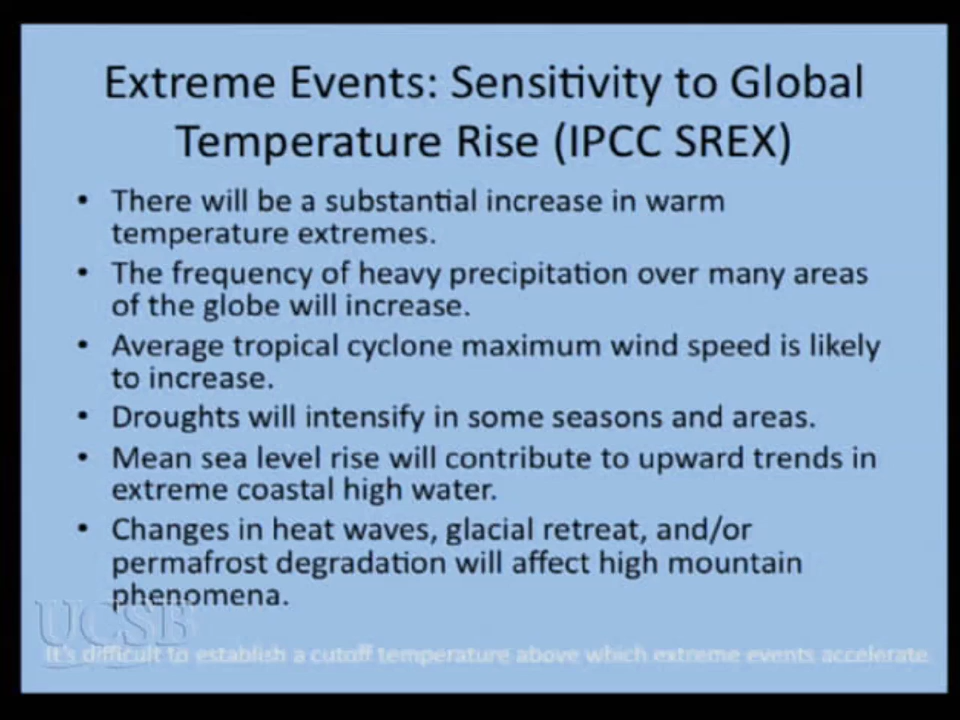 Extreme Events: Sensitivity to Global
Temperature Rise (IPCC SREX)
• There will be a substantial increase in warm
temperature extremes.
• The frequency of heavy precipitation over many areas
of the globe will increase.
• Average tropical cyclone maximum wind speed is likely
to increase.
• Droughts will intensify in some seasons and areas.
• Mean sea level rise will contribute to upward trends in
extreme coastal high water.
• Changes in heat waves, glacial retreat, and/or
permafrost degradation will affect high mountain
phenomena.
UCSB
It's difficult to establish a cutoff temperature above which extreme events accelerate